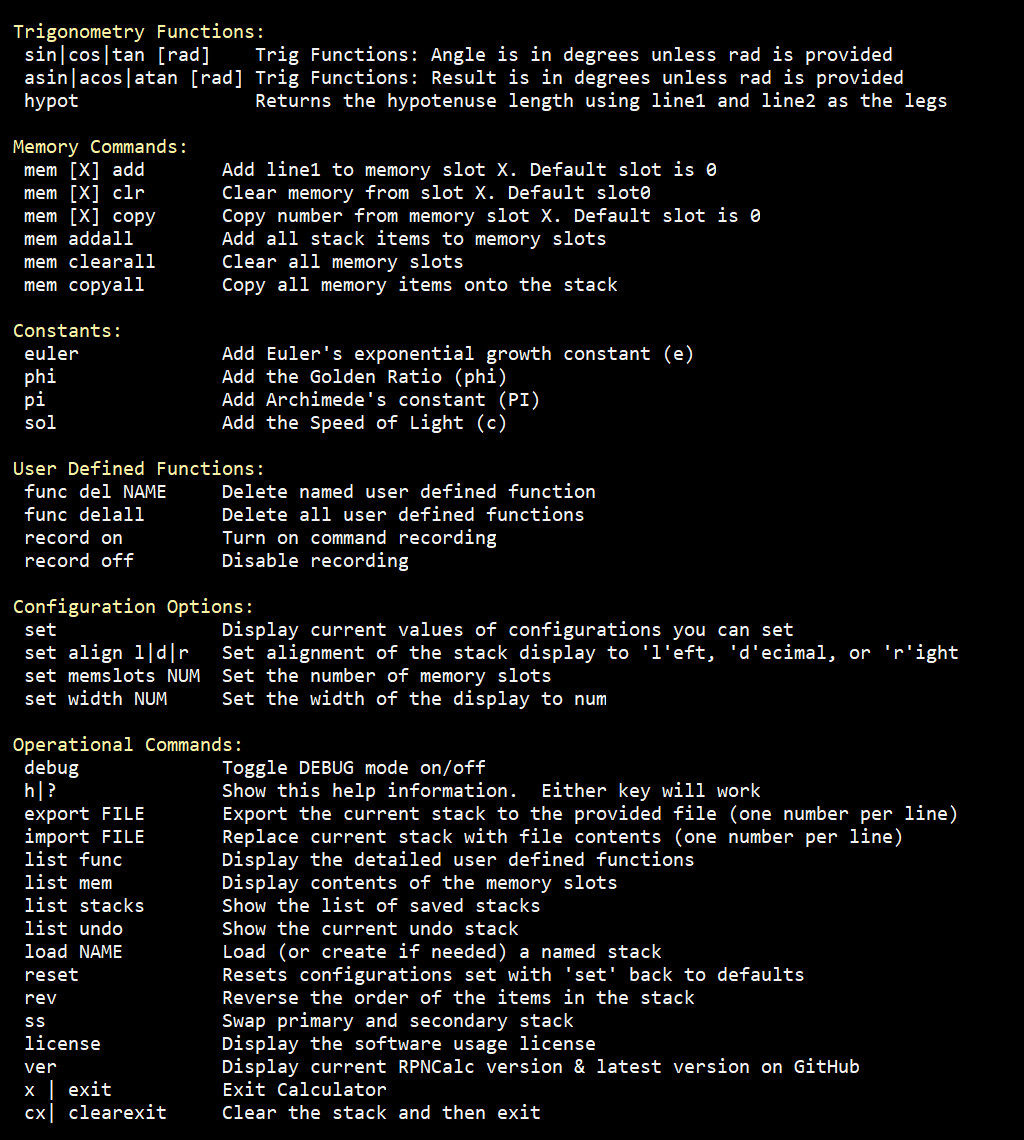 Trigonometry Functions:
sin|cos|tan [rad]    Trig Functions: Angle is in degrees unless rad is provided
asin|acos|atan [rad] Trig Functions: Result is in degrees unless rad is provided
hypot                Returns the hypotenuse length using line1 and line2 as the legs
Memory Commands:
mem [X] add       Add line1 to memory slot X. Default slot is 0
mem [X] clr       Clear memory from slot X. Default slot0
mem [X] copy      Copy number from memory slot X. Default slot is 0
mem addall        Add all stack items to memory slots
mem clearall      Clear all memory slots
mem copyall       Copy all memory items onto the stack
Constants:
euler             Add Euler's exponential growth constant (e)
phi               Add the Golden Ratio (phi)
pi                Add Archimede's constant (PI)
sol               Add the Speed of Light (c)
User Defined Functions:
func del NAME     Delete named user defined function
func delall       Delete all user defined functions
record on         Turn on command recording
record off        Disable recording
Configuration Options:
set               Display current values of configurations you can set
set align l|d|r   Set alignment of the stack display to 'l'eft, 'd'ecimal, or 'r'ight
set memslots NUM  Set the number of memory slots
set width NUM     Set the width of the display to num
Operational Commands:
debug             Toggle DEBUG mode on/off
h|?               Show this help information.  Either key will work
export FILE       Export the current stack to the provided file (one number per line)
import FILE       Replace current stack with file contents (one number per line)
list func         Display the detailed user defined functions
list mem          Display contents of the memory slots
list stacks       Show the list of saved stacks
list undo         Show the current undo stack
load NAME         Load (or create if needed) a named stack
reset             Resets configurations set with 'set' back to defaults
rev               Reverse the order of the items in the stack
ss                Swap primary and secondary stack
license           Display the software usage license
ver               Display current RPNCalc version & latest version on GitHub
x | exit          Exit Calculator
cx| clearexit     Clear the stack and then exit